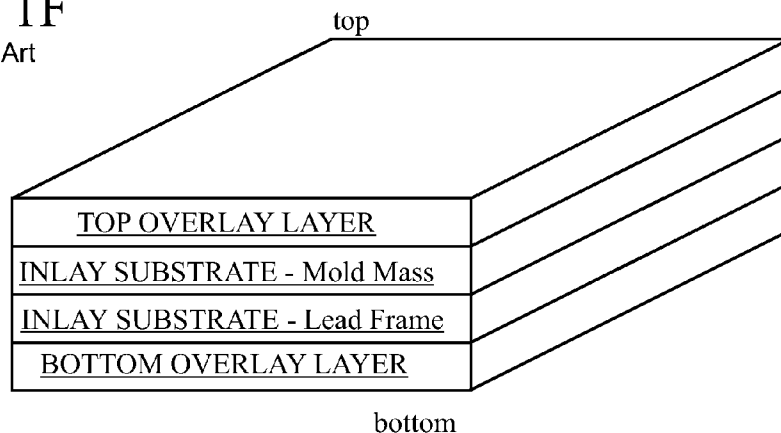 1F
Art
top
TOP OVERLAY LAYER
INLAY SUBSTRATE - Mold Mass
INLAY SUBSTRATE - Lead Frame
BOTTOM OVERLAY LAYER
bottom